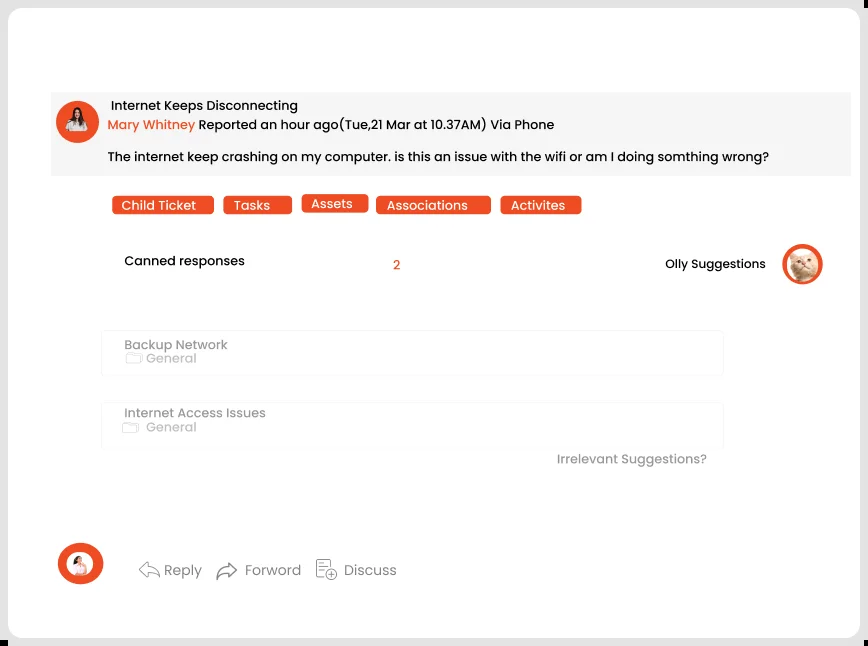 Internet Keeps Disconnecting
Mary Whitney Reported an hour ago(Tue,21 Mar at 10.37AM) Via Phone
The internet keep crashing on my computer. is this an issue with the wifi or am I doing somthing wrong?
Child Ticket Tasks Assets Associations Activites
Canned responses 2 Olly Suggestions
Backup Network
General
Internet Access Issues
General
Irrelevant Suggestions?
Reply Forword Discuss